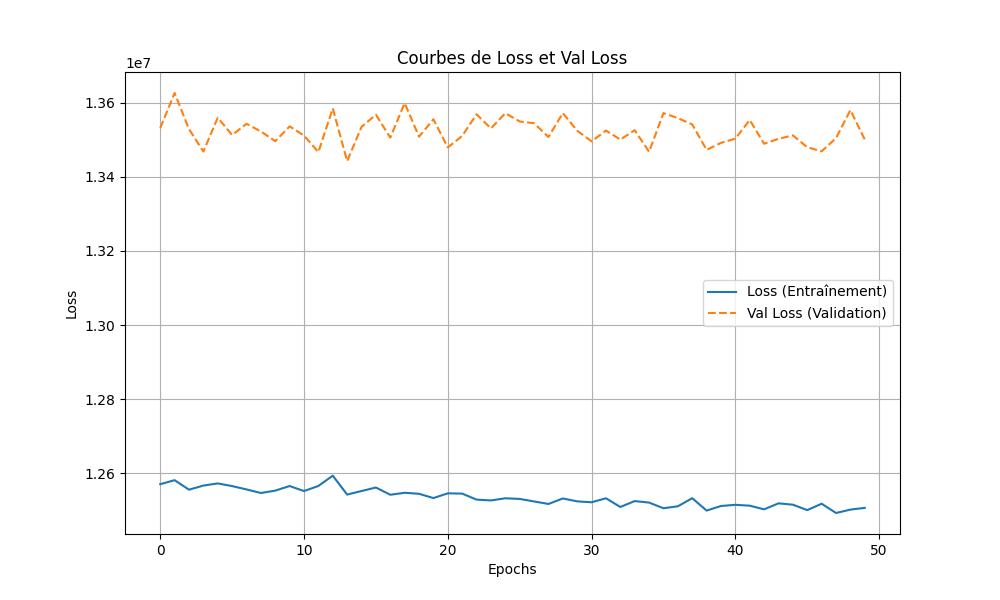 Courbes de Loss et Val Loss
1e7
1.36
1.34
1.32
1.30
1.28
1.26
Loss
Loss (Entraînement)
Val Loss (Validation)
0 10 20 30 40 50
Epochs